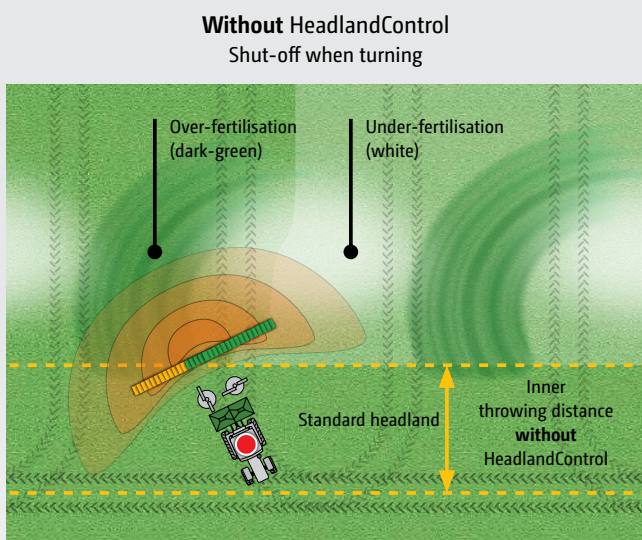 Without HeadlandControl
Shut-off when turning
Over-fertilisation
(dark-green)
Under-fertilisation
(white)
Standard headland
Inner
throwing distance
without
HeadlandControl